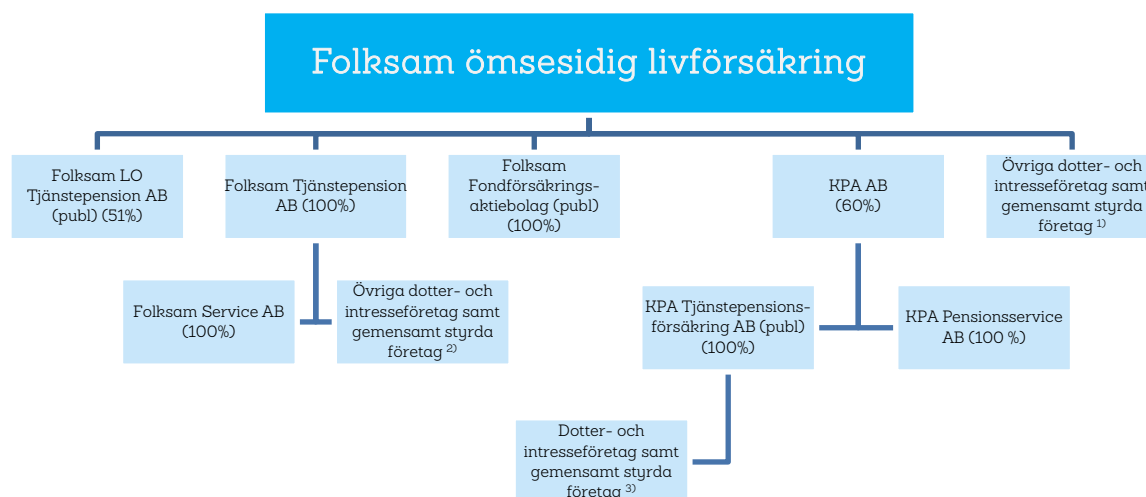 Folksam ömsesidig livförsäkring
Folksam LO
Tjänstepension AB
(publ) (51%)
Folksam Tjänstepension
AB (100%)
Folksam
Fondförsäkrings-
aktiebolag (publ)
(100%)
KPA AB
(60%)
Övriga dotter- och
intresseföretag samt
gemensamt styrda
företag 1)
Folksam Service AB
(100%)
Övriga dotter- och
intresseföretag samt
gemensamt styrda
företag 2)
KPA Tjänstepensions-
försäkring AB (publ)
(100%)
KPA Pensionsservice
AB (100 %)
Dotter- och
intresseföretag samt
gemensamt styrda
företag 3)